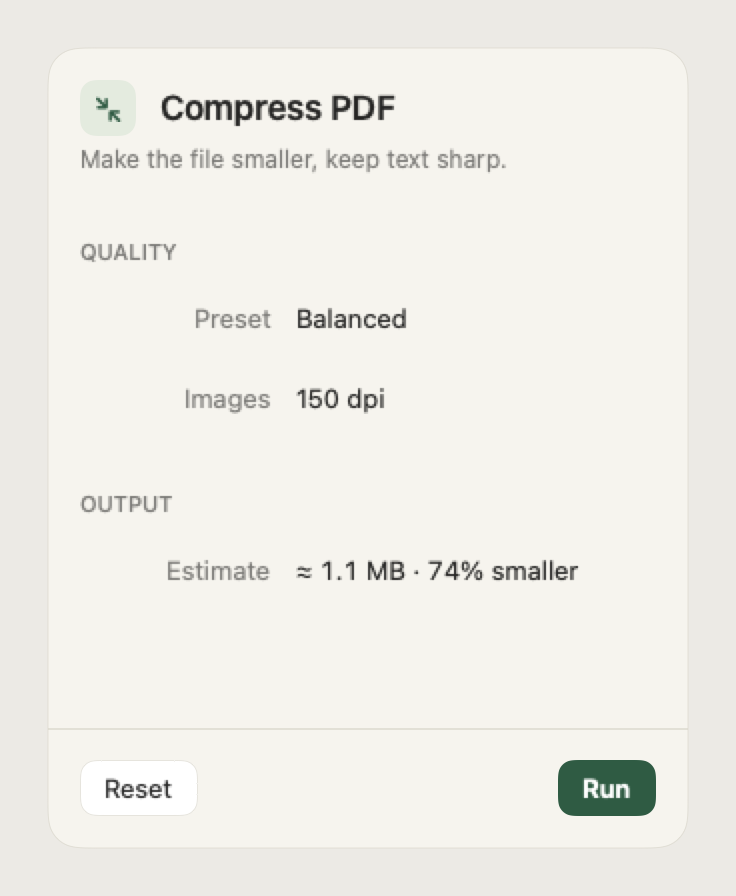 Compress PDF
Make the file smaller, keep text sharp.
QUALITY
Preset Balanced
Images 150 dpi
OUTPUT
Estimate ≈ 1.1 MB · 74% smaller
Reset Run